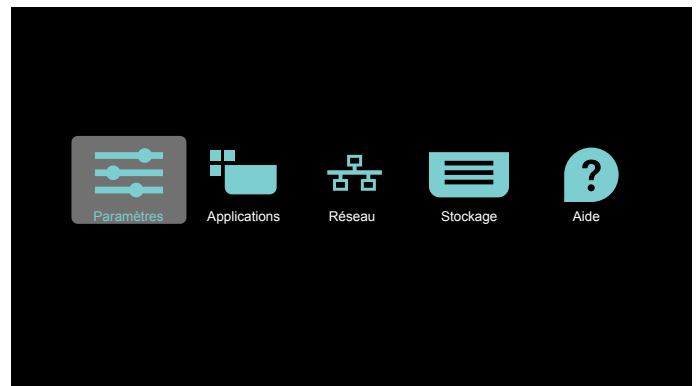 Paramètres
Applications
Réseau
Stockage
Aide